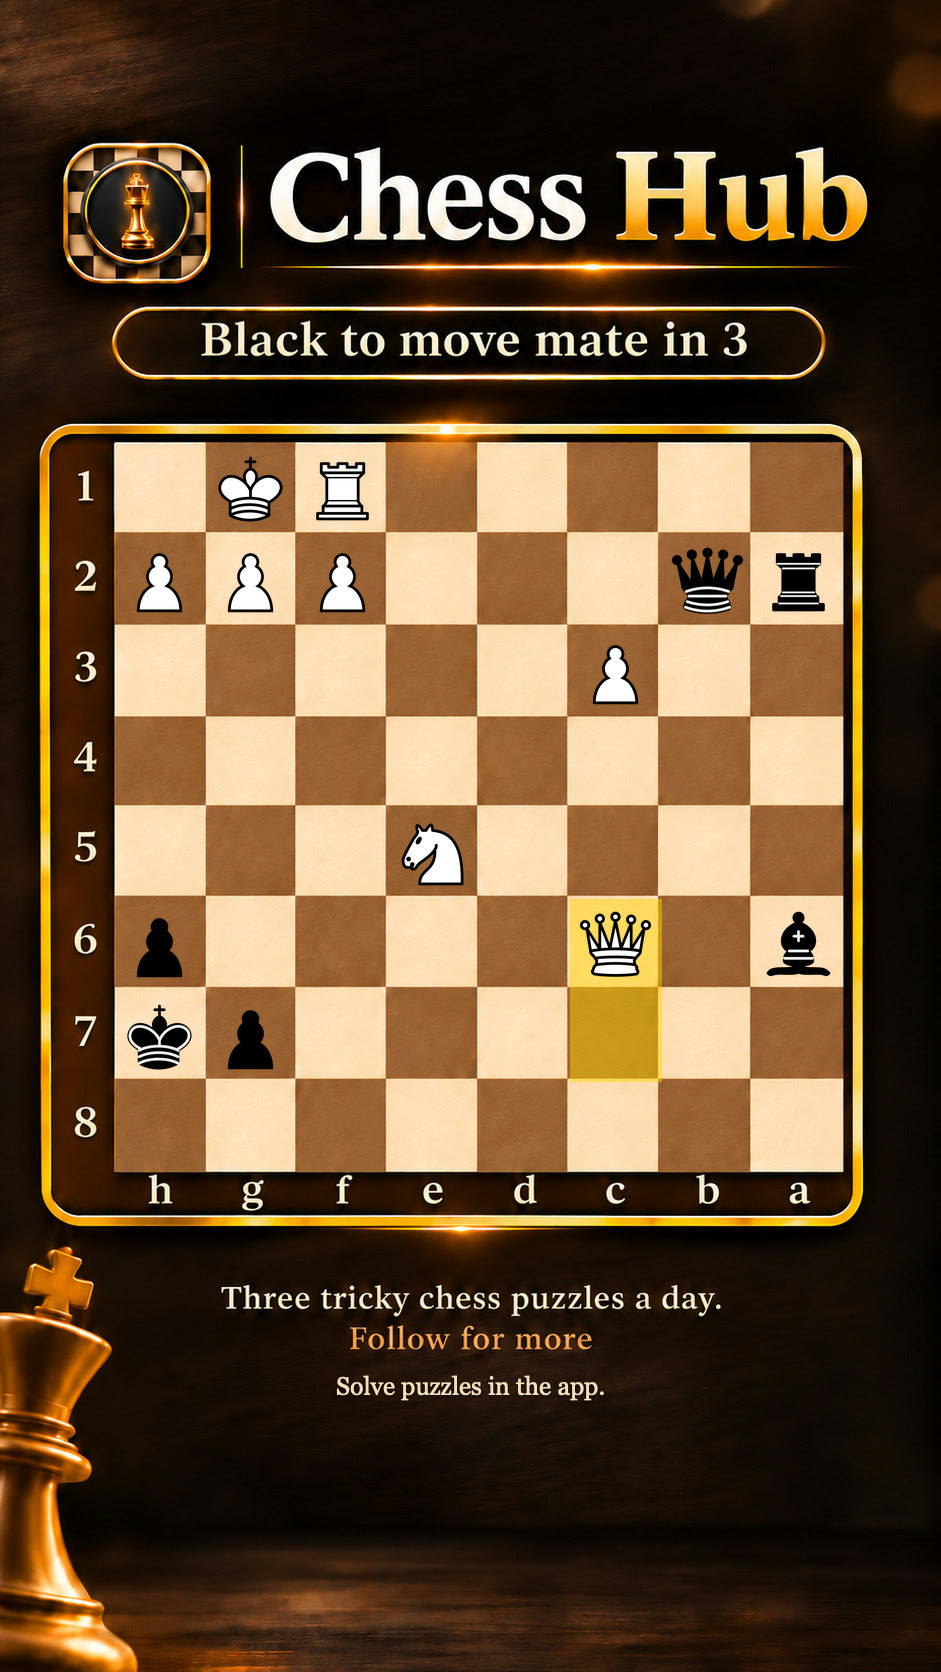 Chess Hub
Black to move mate in 3
1
2
3
4
5
6
7
8
h g f e d c b a
Three tricky chess puzzles a day.
Follow for more
Solve puzzles in the app.